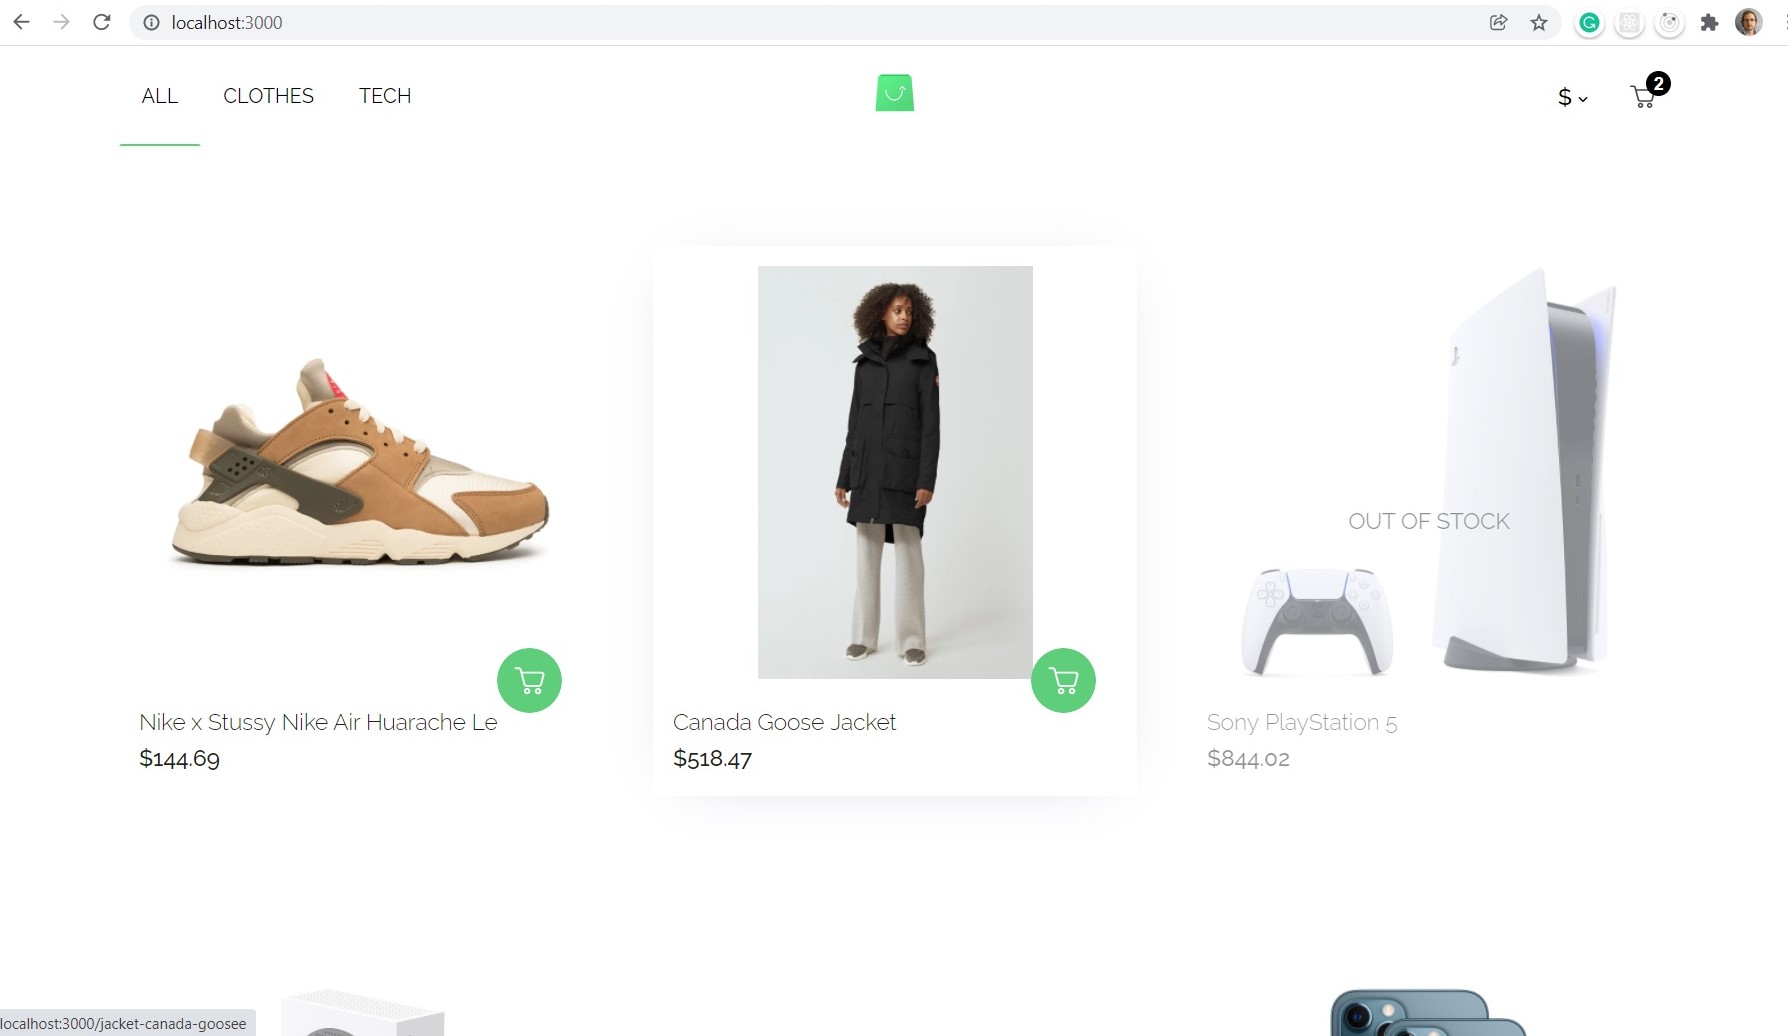 localhost:3000
ALL CLOTHES TECH
$ 2
OUT OF STOCK
Nike x Stussy Nike Air Huarache Le
$144.69
Canada Goose Jacket
$518.47
Sony PlayStation 5
$844.02
localhost:3000/jacket-canada-goosee